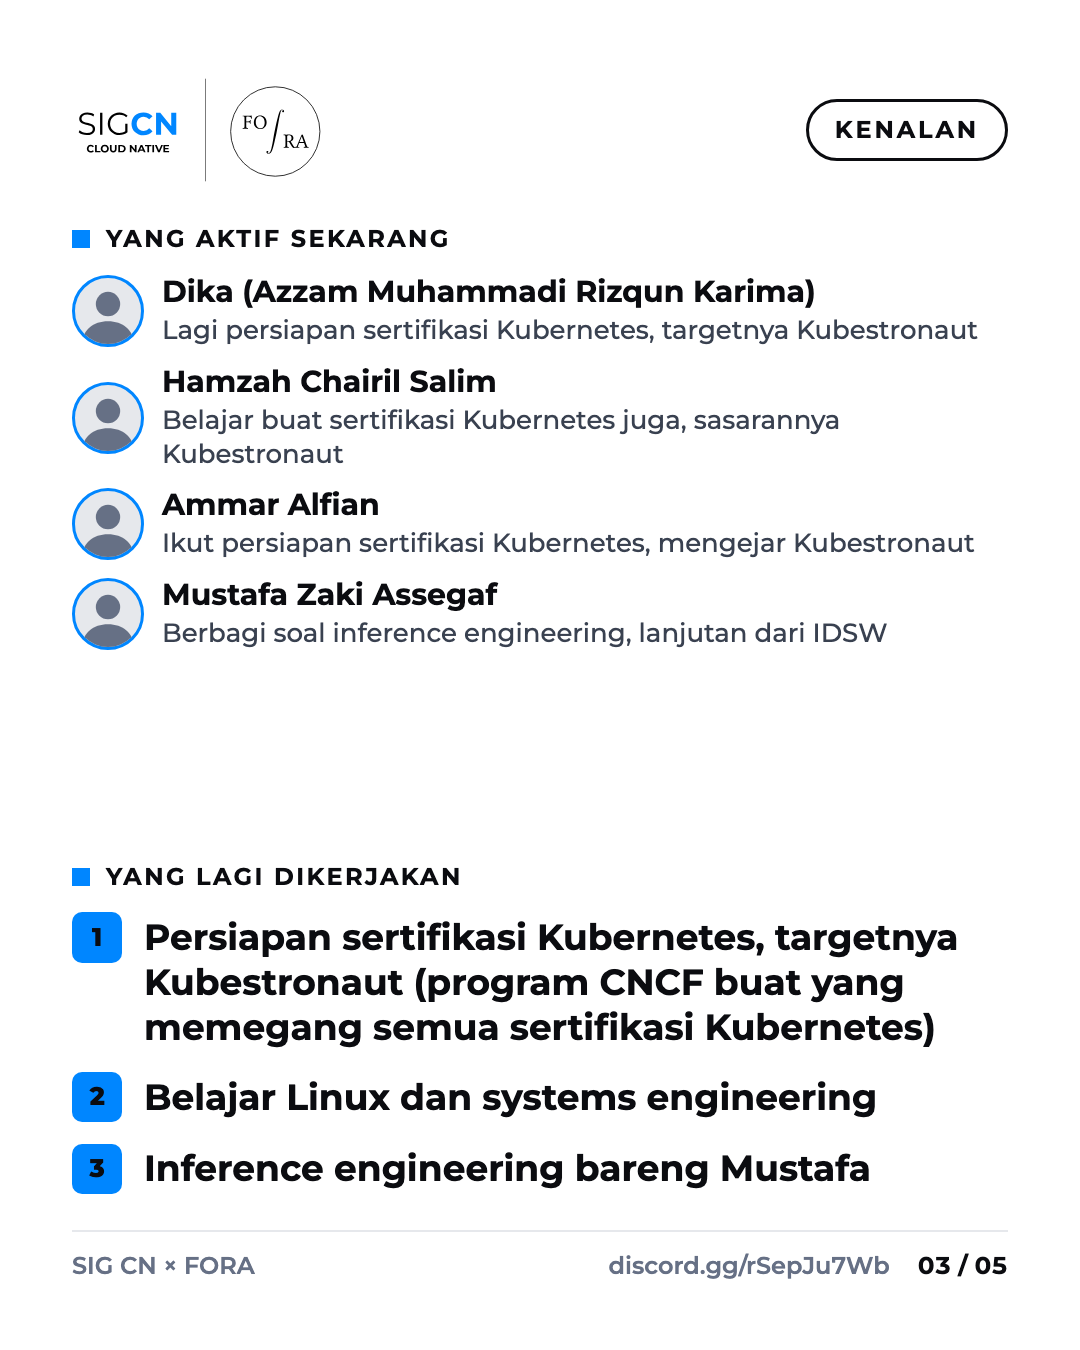 SIGCN
CLOUD NATIVE
FO RA
KENALAN
YANG AKTIF SEKARANG
Dika (Azzam Muhammadi Rizqun Karima)
Lagi persiapan sertifikasi Kubernetes, targetnya Kubestronaut
Hamzah Chairil Salim
Belajar buat sertifikasi Kubernetes juga, sasarannya
Kubestronaut
Ammar Alfian
Ikut persiapan sertifikasi Kubernetes, mengejar Kubestronaut
Mustafa Zaki Assegaf
Berbagi soal inference engineering, lanjutan dari IDSW
YANG LAGI DIKERJAKAN
1 Persiapan sertifikasi Kubernetes, targetnya
Kubestronaut (program CNCF buat yang
memegang semua sertifikasi Kubernetes)
2 Belajar Linux dan systems engineering
3 Inference engineering bareng Mustafa
SIG CN × FORA discord.gg/rSepJu7Wb 03 / 05